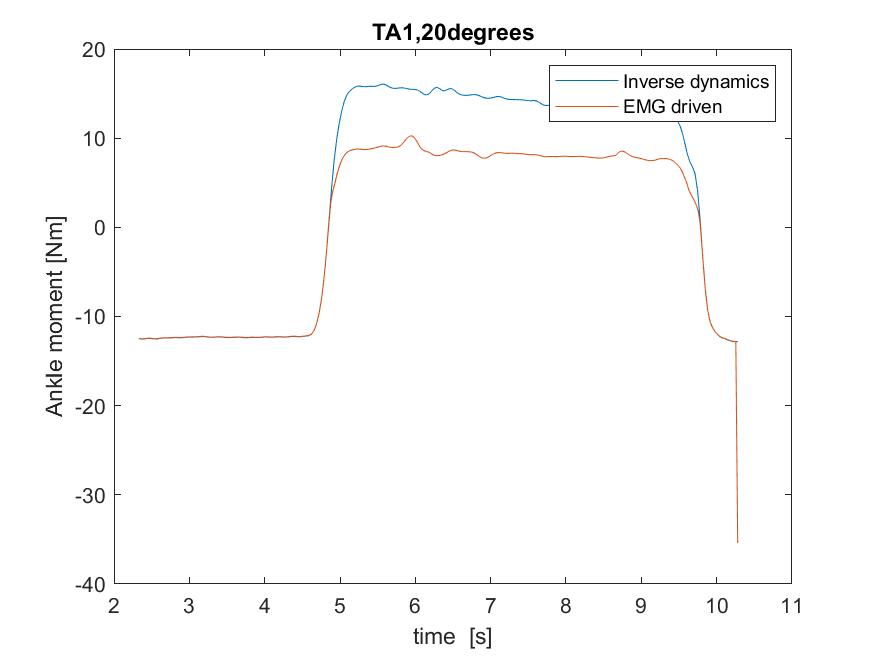 TA1,20degrees
20
10
0
-10
-20
-30
-40
Ankle moment [Nm]
Inverse dynamics
EMG driven
2 3 4 5 6 7 8 9 10 11
time [s]